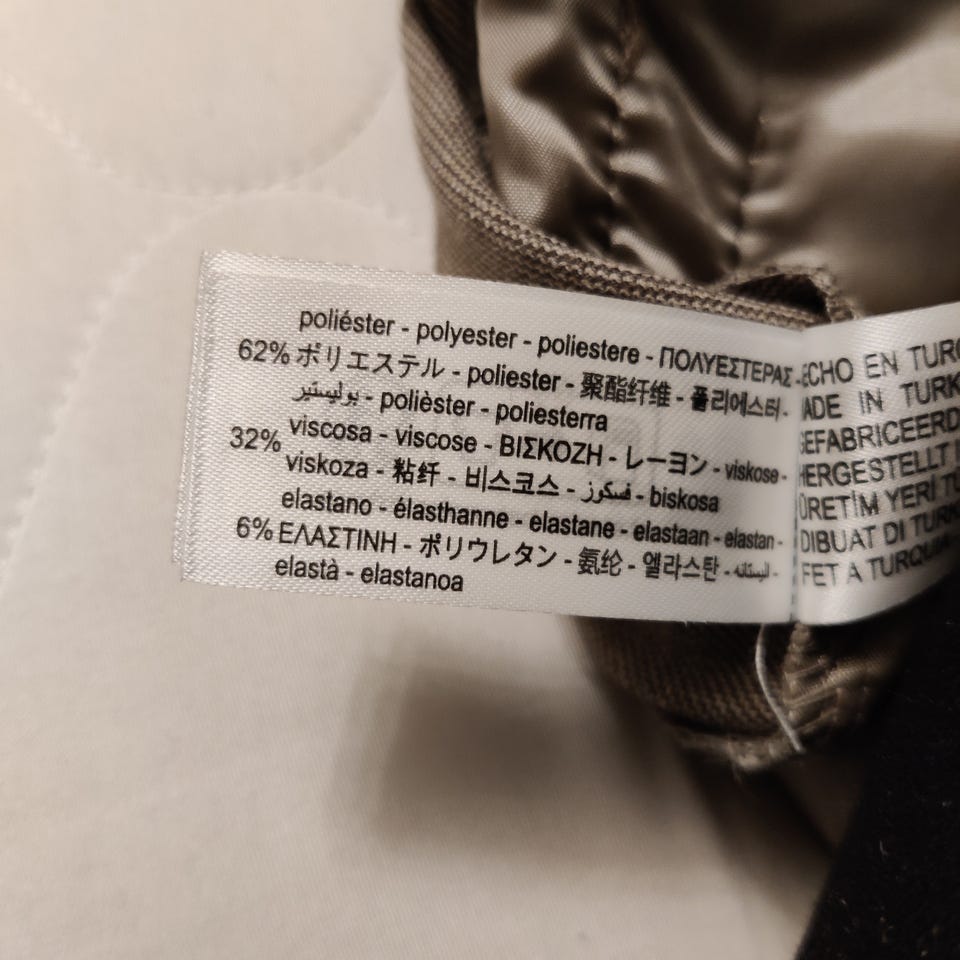 poliéster - polyester - poliestere - ΠΟΛΥΕΣΤΕΡΑΣ -
62% ポリエステル - poliester - 聚酯纤维 - 폴리에스터 -
بوليستير - polièster - poliesterra
32% viscosa - viscose - ΒΙΣΚΟΖΗ - レーヨン - viskose -
viskoza - 粘纤 - 비스코스 - فسكوز - biskosa
elastano - élasthanne - elastane - elastaan - elastan -
6% ΕΛΑΣΤΙΝΗ - ポリウレタン - 氨纶 - 엘라스탄 - اليستانه -
elastà - elastanoa
ECHO EN TURQ
ADE IN TURK
GEFABRICEERD
HERGESTELLT I
ÜRETİM YERİ TÜ
DIBUAT DI TURK
FET A TURQUIA